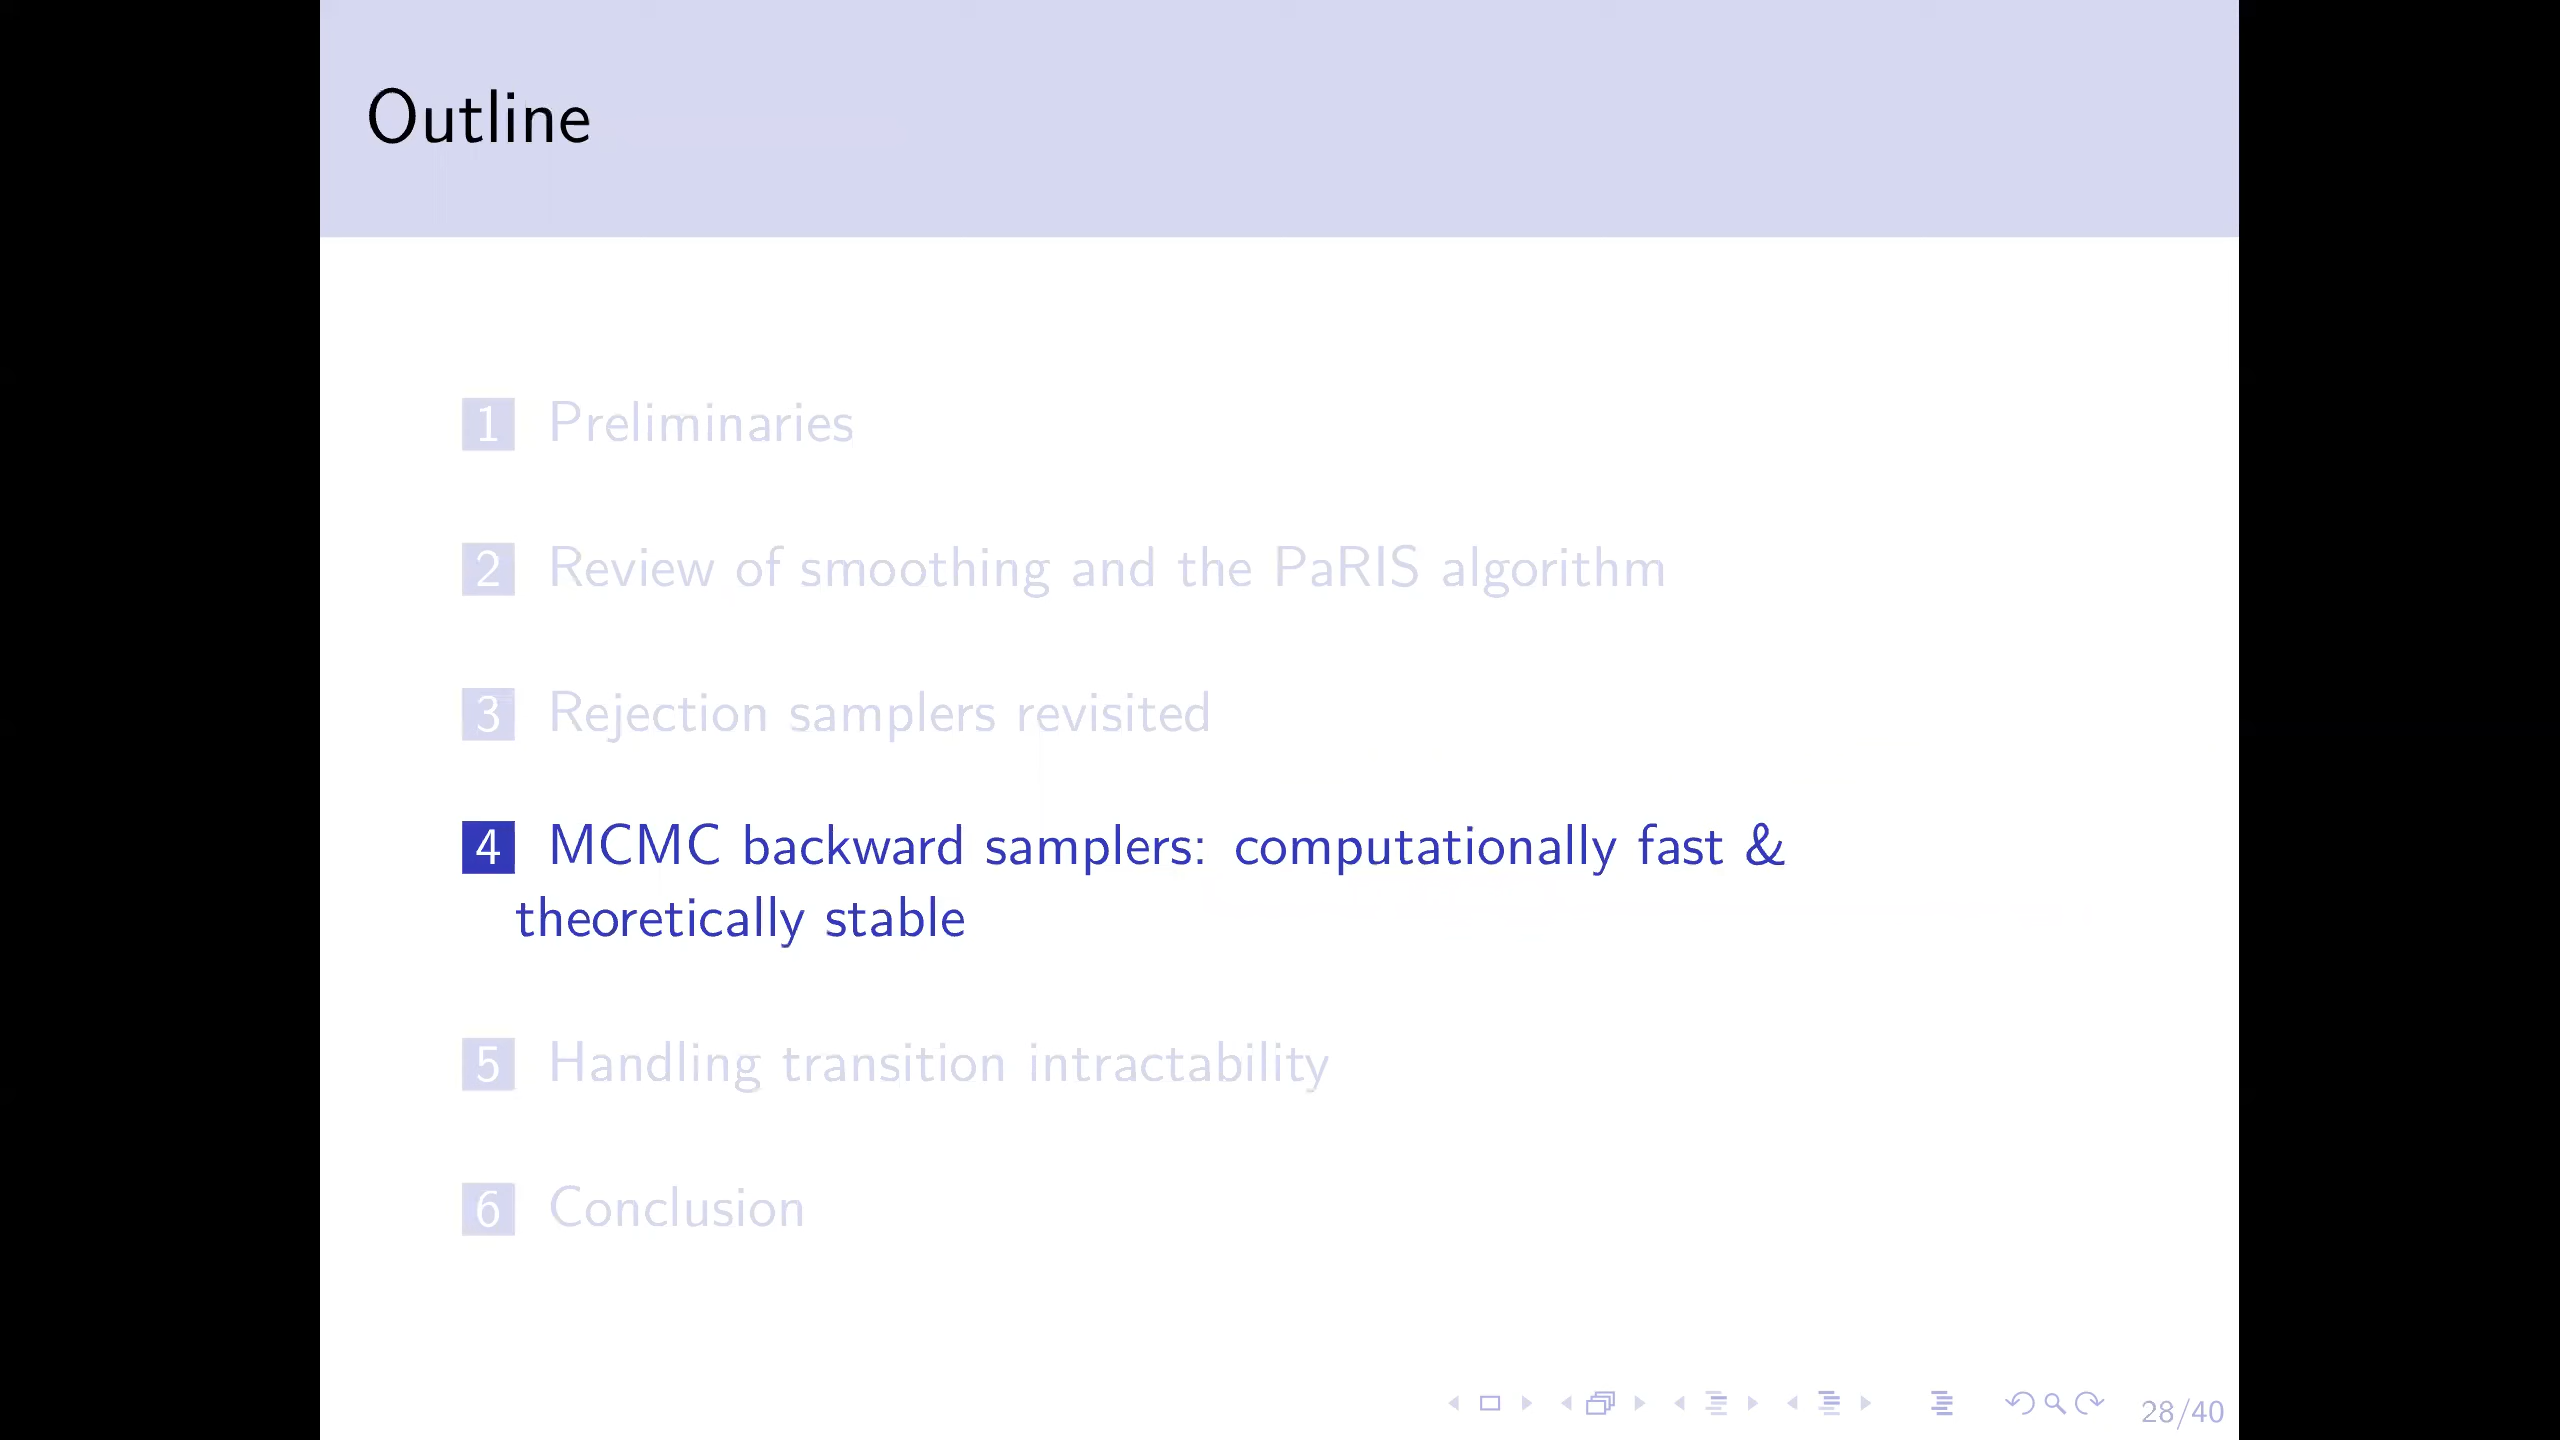 Outline
1 Preliminaries
2 Review of smoothing and the PaRIS algorithm
3 Rejection samplers revisited
4 MCMC backward samplers: computationally fast &
theoretically stable
5 Handling transition intractability
6 Conclusion
28/40